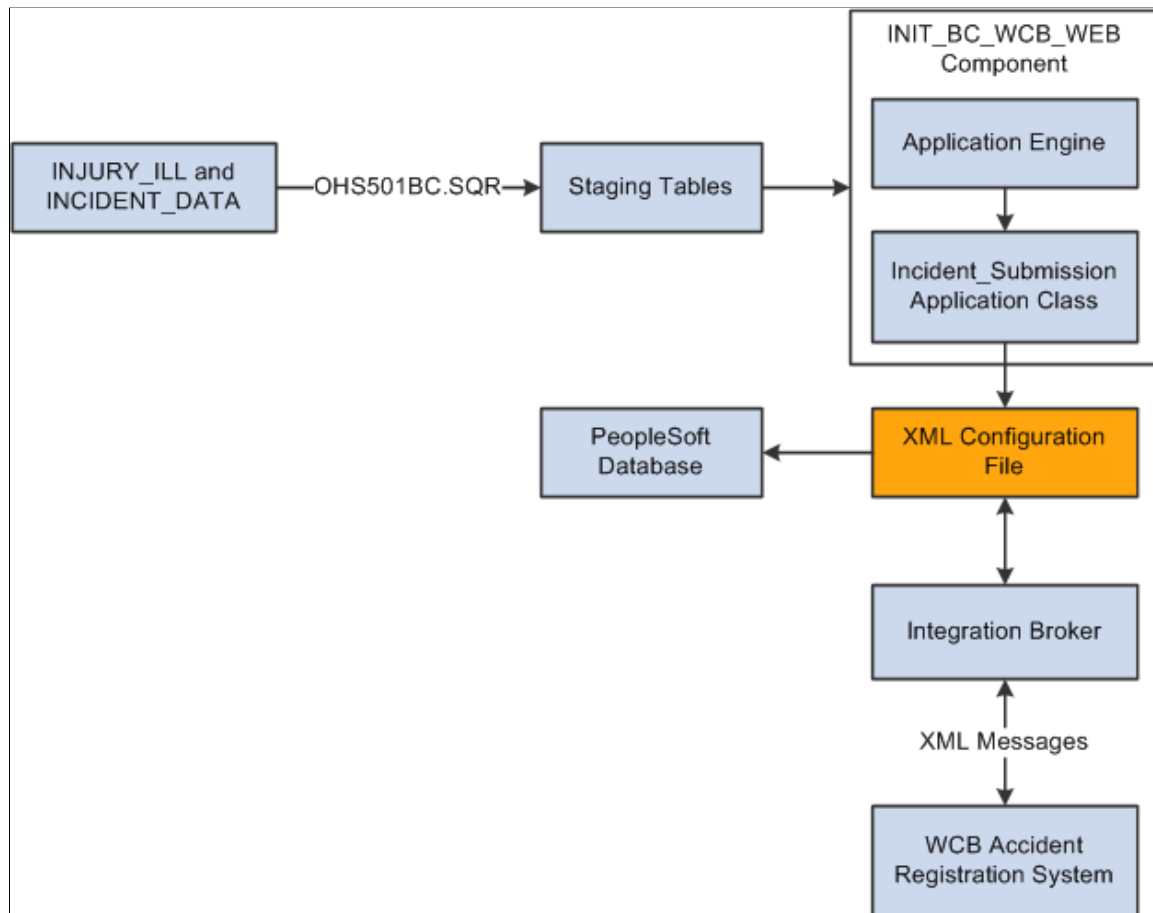 INIT_BC_WCB_WEB
Component
Application Engine
INJURY_ILL and
INCIDENT_DATA
OHS501BC.SQR
Staging Tables
Incident_Submission
Application Class
PeopleSoft
Database
XML Configuration
File
Integration Broker
XML Messages
WCB Accident
Registration System